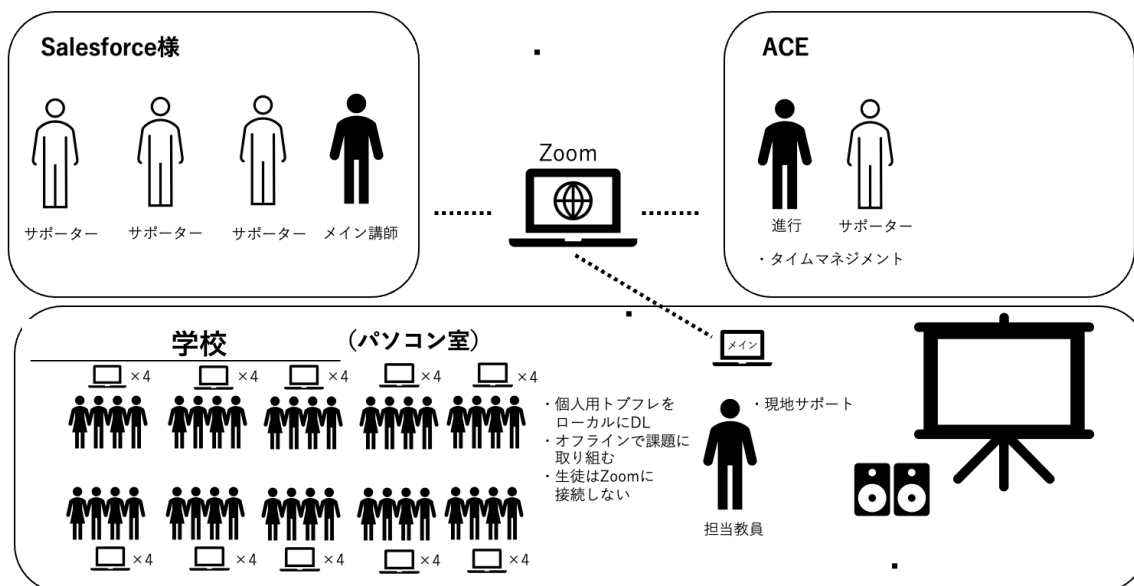 Salesforce様
サポーター
サポーター
サポーター
メイン講師
Zoom
ACE
進行
サポーター
・タイムマネジメント
学校
（パソコン室）
×4
×4
×4
×4
×4
・個人用トブフレを
ローカルにDL
・オフラインで課題に
取り組む
・生徒はZoomに
接続しない
メイン
・現地サポート
担当教員
×4
×4
×4
×4
×4